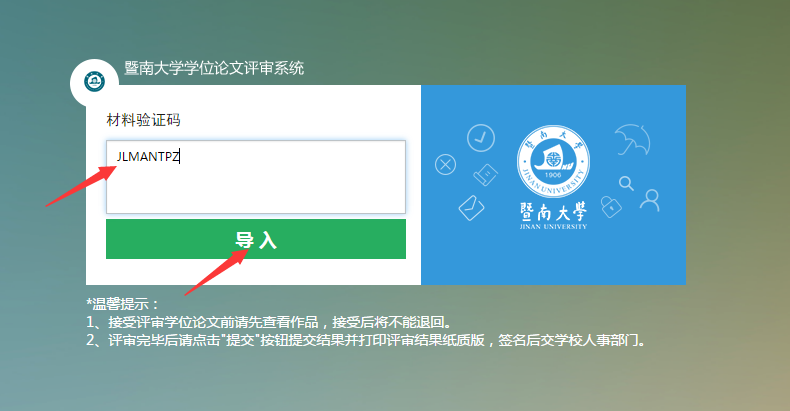 暨南大学学位论文评审系统
材料验证码
JLMANTPZ
导入
暨南大學
1906
JINAN UNIVERSITY
暨南大學
JINAN UNIVERSITY
*温馨提示：
1、接受评审学位论文前请先查看作品，接受后将不能退回。
2、评审完毕后请点击"提交"按钮提交结果并打印评审结果纸质版，签名后交学校人事部门。